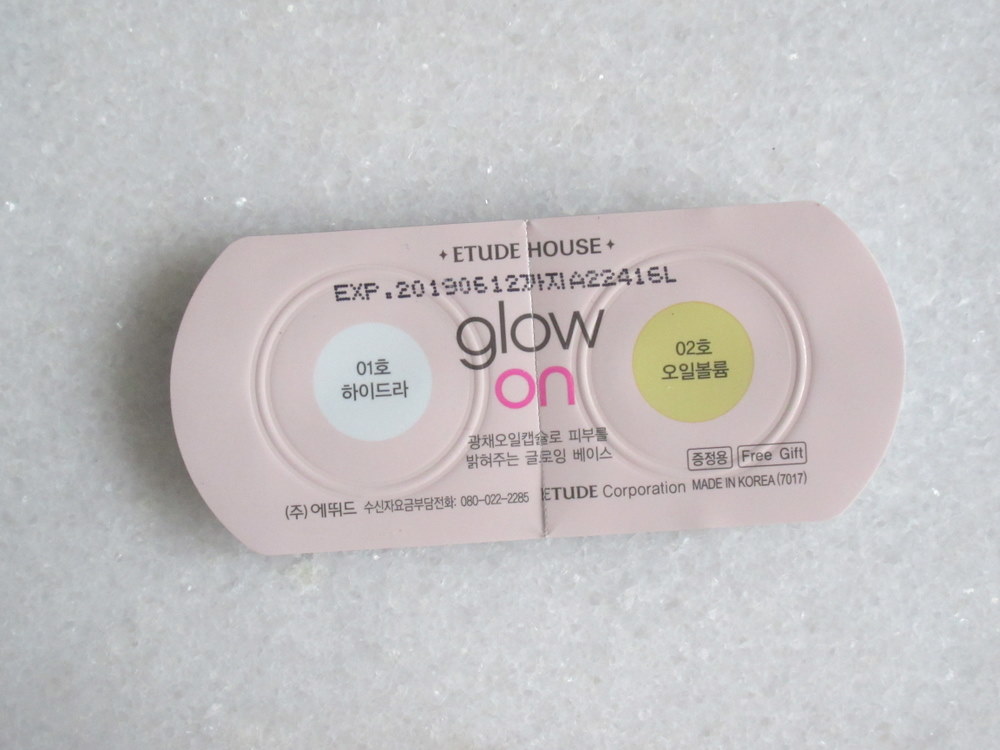 ETUDE HOUSE
EXP.20190612까지A22416L
glow
on
01호
하이드라
02호
오일볼륨
광채오일캡슐로 피부를
밝혀주는 글로잉 베이스
증정용 Free Gift
(주)에뛰드 수신자요금부담전화: 080-022-2285 ETUDE Corporation MADE IN KOREA (7017)